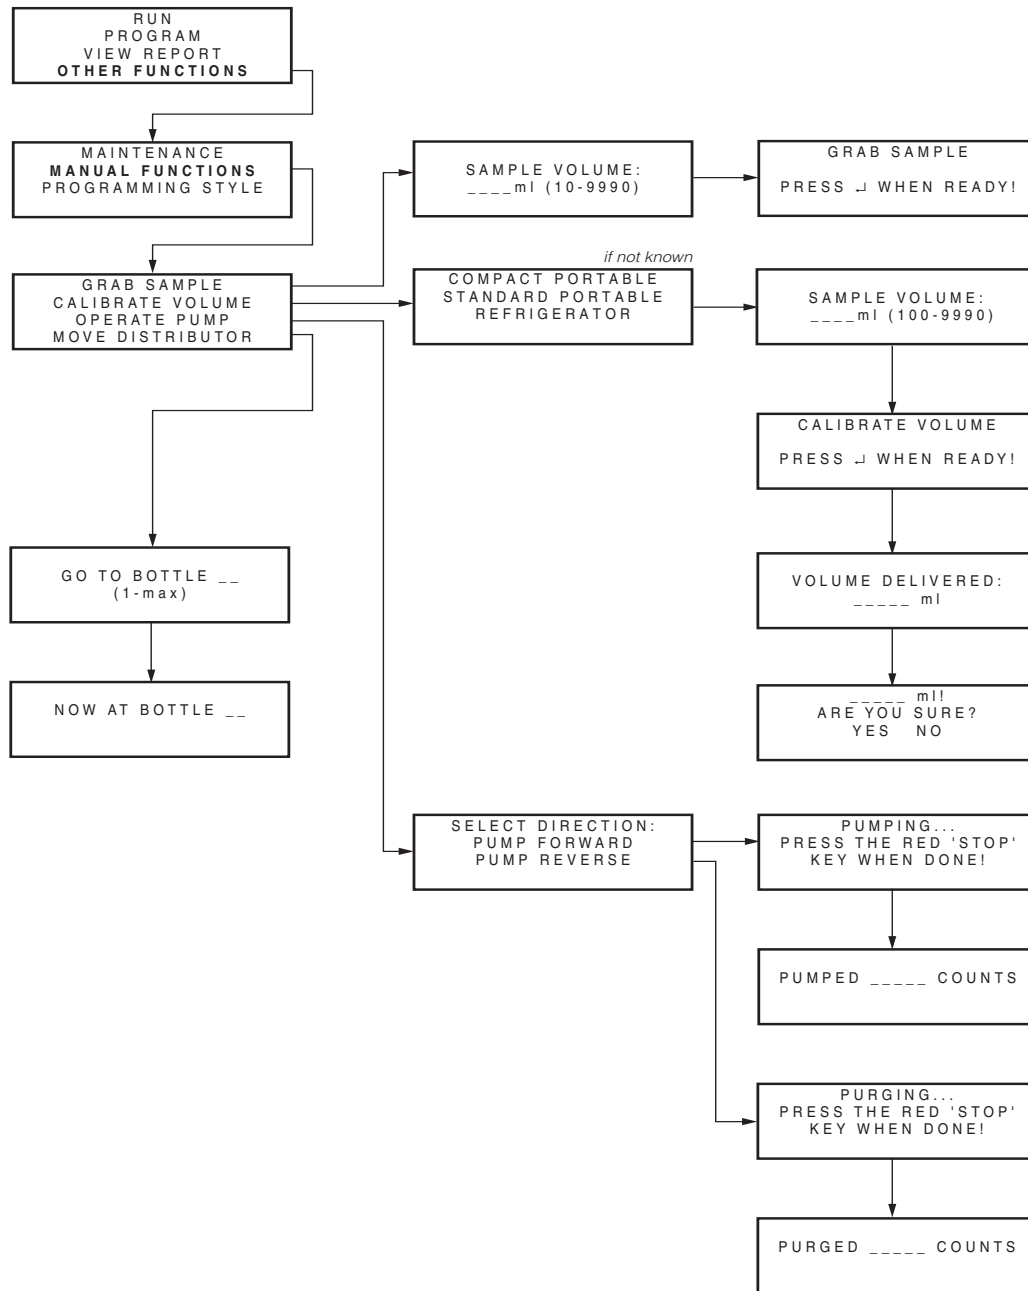 RUN
PROGRAM
VIEW REPORT
OTHER FUNCTIONS
MAINTENANCE
MANUAL FUNCTIONS
PROGRAMMING STYLE
SAMPLE VOLUME:
____ml (10-9990)
GRAB SAMPLE
PRESS ↵ WHEN READY!
GRAB SAMPLE
CALIBRATE VOLUME
OPERATE PUMP
MOVE DISTRIBUTOR
if not known
COMPACT PORTABLE
STANDARD PORTABLE
REFRIGERATOR
SAMPLE VOLUME:
____ml (100-9990)
CALIBRATE VOLUME
PRESS ↵ WHEN READY!
VOLUME DELIVERED:
_____ ml
_____ ml!
ARE YOU SURE?
YES NO
GO TO BOTTLE __
(1-max)
NOW AT BOTTLE __
SELECT DIRECTION:
PUMP FORWARD
PUMP REVERSE
PUMPING...
PRESS THE RED 'STOP'
KEY WHEN DONE!
PUMPED _____ COUNTS
PURGING...
PRESS THE RED 'STOP'
KEY WHEN DONE!
PURGED _____ COUNTS